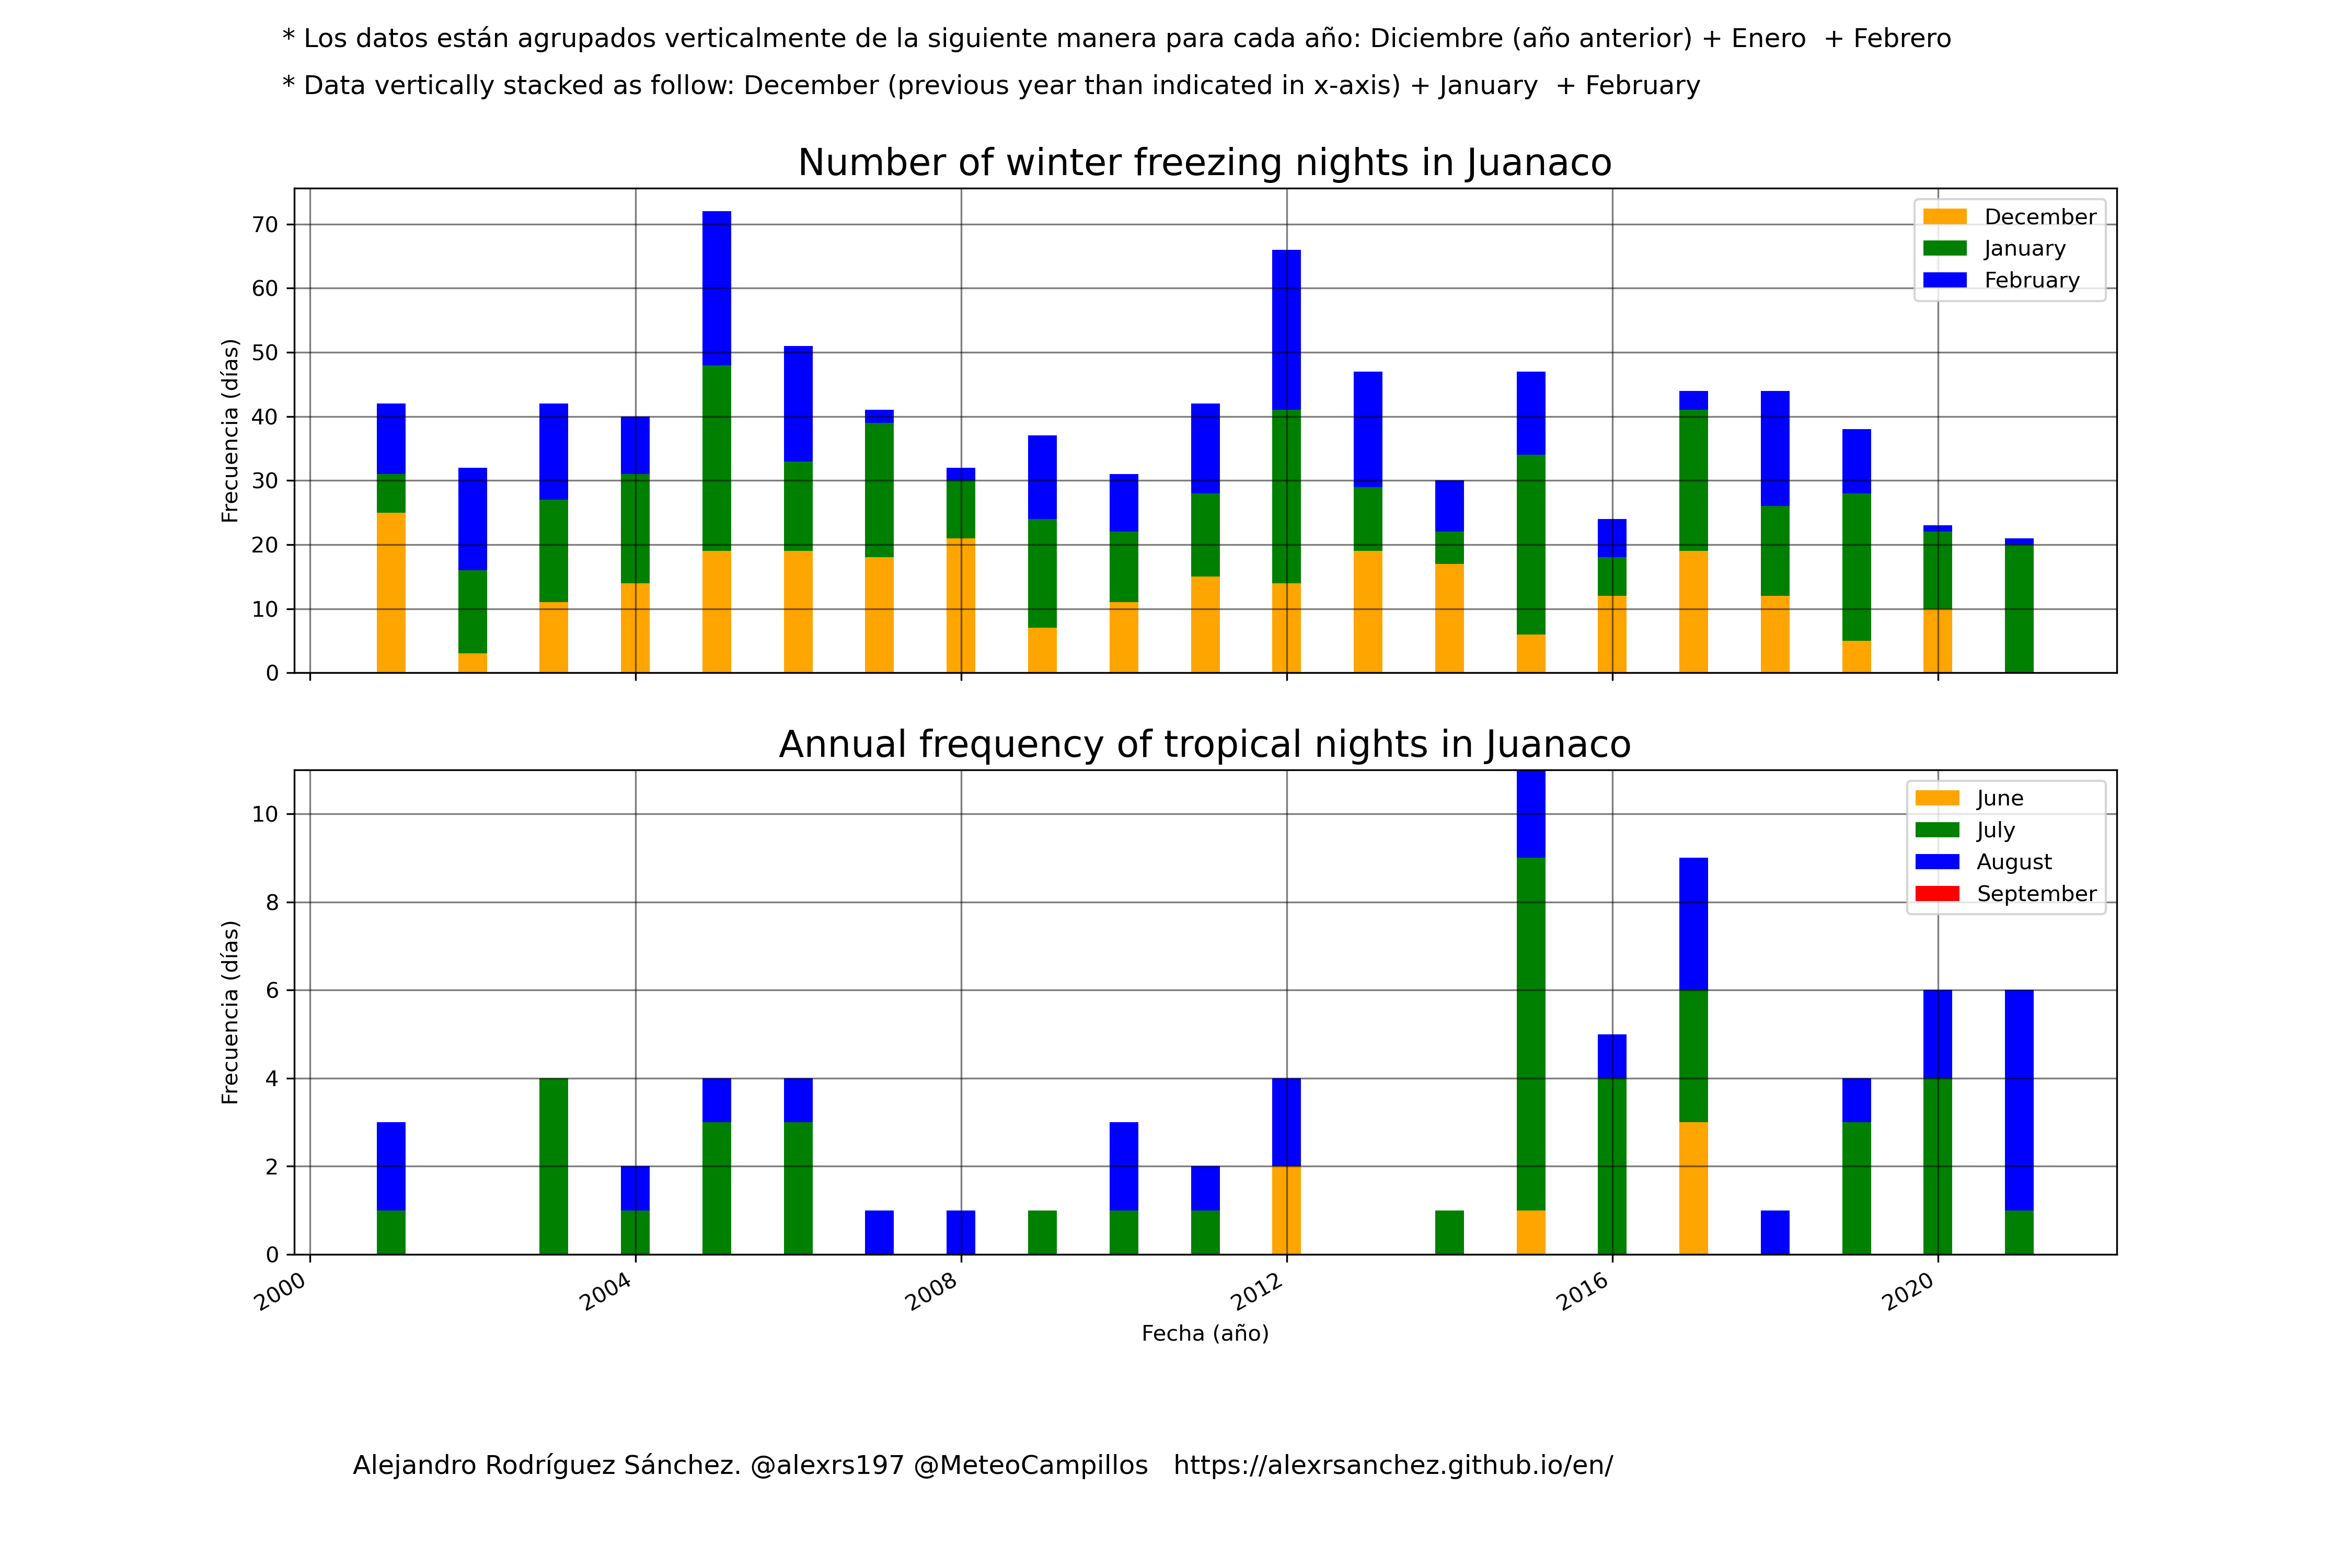 * Los datos están agrupados verticalmente de la siguiente manera para cada año: Diciembre (año anterior) + Enero  + Febrero
* Data vertically stacked as follow: December (previous year than indicated in x-axis) + January  + February
Number of winter freezing nights in Juanaco
Frecuencia (días)
70
60
50
40
30
20
10
0
December
January
February
Annual frequency of tropical nights in Juanaco
Frecuencia (días)
10
8
6
4
2
0
June
July
August
September
2000
2004
2008
2012
2016
2020
Fecha (año)
Alejandro Rodríguez Sánchez. @alexrs197 @MeteoCampillos   https://alexrsanchez.github.io/en/